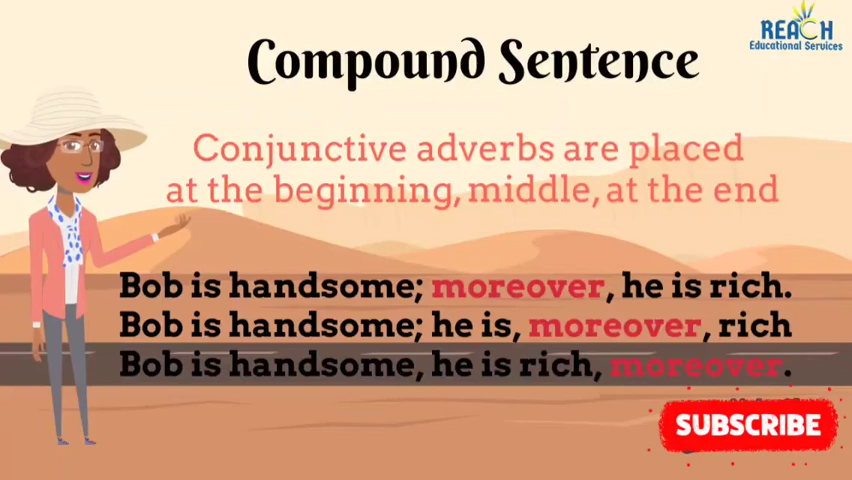 REACH
Educational Services
Compound Sentence
Conjunctive adverbs are placed
at the beginning, middle, at the end
Bob is handsome; moreover, he is rich.
Bob is handsome; he is, moreover, rich
Bob is handsome, he is rich, moreover.
SUBSCRIBE